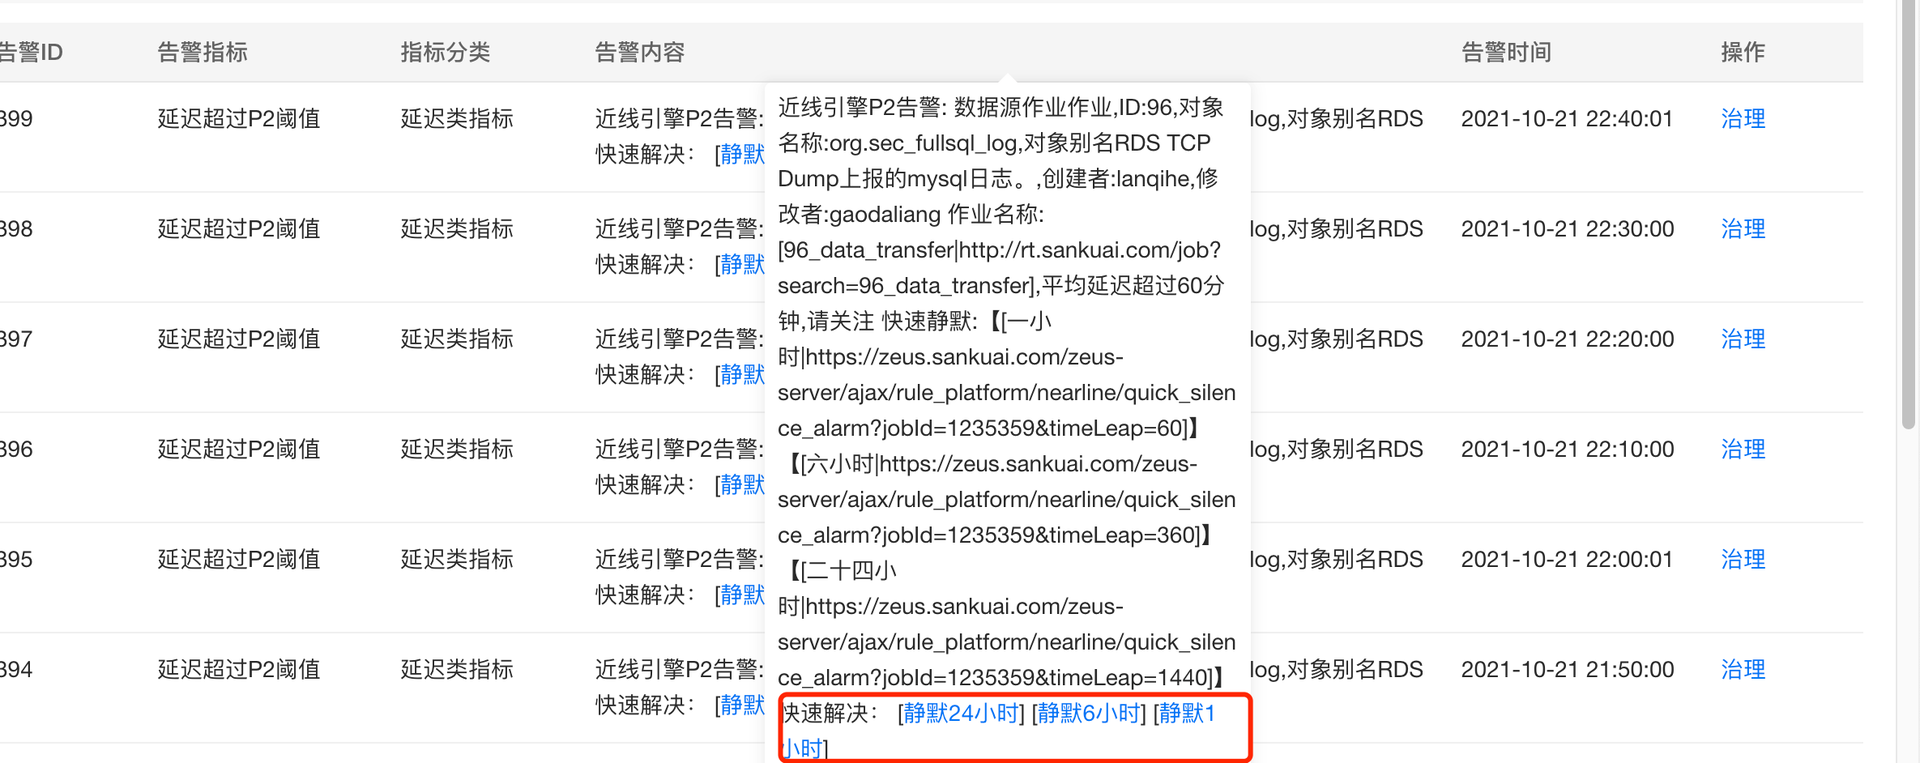 告警ID 告警指标 指标分类 告警内容 告警时间 操作
399 延迟超过P2阈值 延迟类指标 近线引擎P2告警: log,对象别名RDS 2021-10-21 22:40:01 治理
快速解决： [静默
398 延迟超过P2阈值 延迟类指标 近线引擎P2告警: log,对象别名RDS 2021-10-21 22:30:00 治理
快速解决： [静默
397 延迟超过P2阈值 延迟类指标 近线引擎P2告警: log,对象别名RDS 2021-10-21 22:20:00 治理
快速解决： [静默
396 延迟超过P2阈值 延迟类指标 近线引擎P2告警: log,对象别名RDS 2021-10-21 22:10:00 治理
快速解决： [静默
395 延迟超过P2阈值 延迟类指标 近线引擎P2告警: log,对象别名RDS 2021-10-21 22:00:01 治理
快速解决： [静默
394 延迟超过P2阈值 延迟类指标 近线引擎P2告警: log,对象别名RDS 2021-10-21 21:50:00 治理
快速解决： [静默
近线引擎P2告警: 数据源作业作业,ID:96,对象
名称:org.sec_fullsql_log,对象别名RDS TCP
Dump上报的mysql日志。,创建者:lanqihe,修
改者:gaodaliang 作业名称:
[96_data_transfer|http://rt.sankuai.com/job?
search=96_data_transfer],平均延迟超过60分
钟,请关注 快速静默:【[一小
时|https://zeus.sankuai.com/zeus-
server/ajax/rule_platform/nearline/quick_silen
ce_alarm?jobId=1235359&timeLeap=60]】
【[六小时|https://zeus.sankuai.com/zeus-
server/ajax/rule_platform/nearline/quick_silen
ce_alarm?jobId=1235359&timeLeap=360]】
【[二十四小
时|https://zeus.sankuai.com/zeus-
server/ajax/rule_platform/nearline/quick_silen
ce_alarm?jobId=1235359&timeLeap=1440]】
快速解决： [静默24小时] [静默6小时] [静默1
小时]